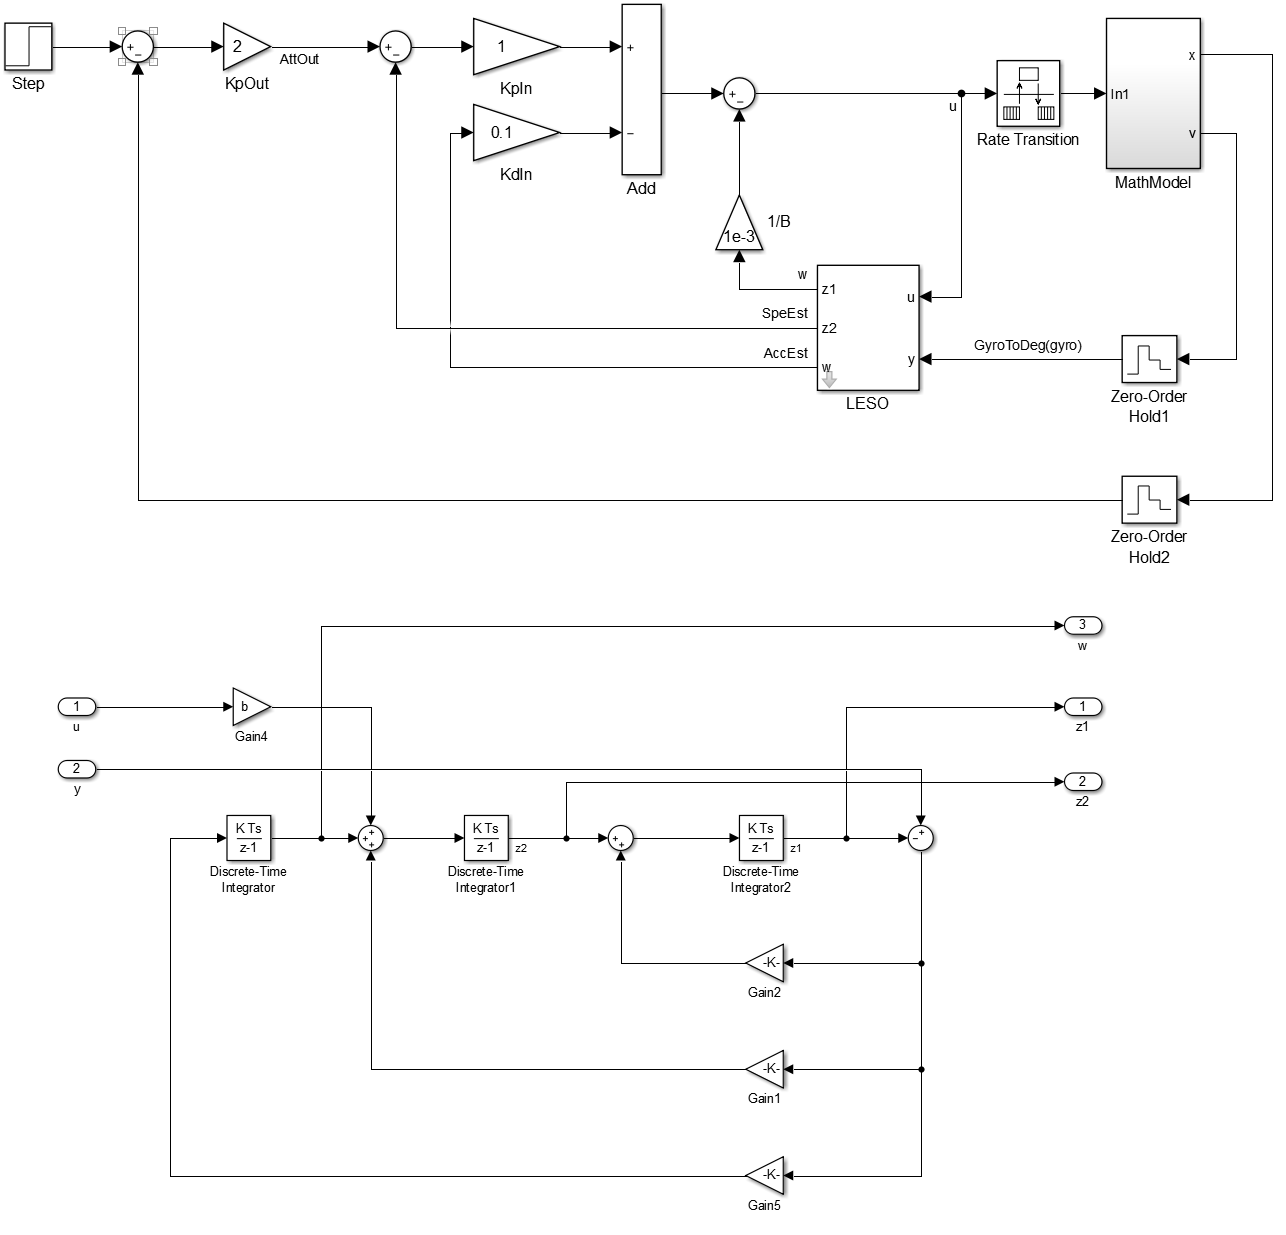 Step
+
−
2
KpOut
AttOut
+
−
1
KpIn
0.1
KdIn
+
−
Add
+
−
u
Rate Transition
In1
x
v
MathModel
1e-3
1/B
w
SpeEst
AccEst
z1
z2
w
u
y
LESO
GyroToDeg(gyro)
Zero-Order
Hold1
Zero-Order
Hold2
3
w
1
u
b
Gain4
1
z1
2
y
2
z2
K Ts
z-1
Discrete-Time
Integrator
+
+
+
K Ts
z-1
z2
Discrete-Time
Integrator1
+
+
K Ts
z-1
z1
Discrete-Time
Integrator2
+
−
-K-
Gain2
-K-
Gain1
-K-
Gain5